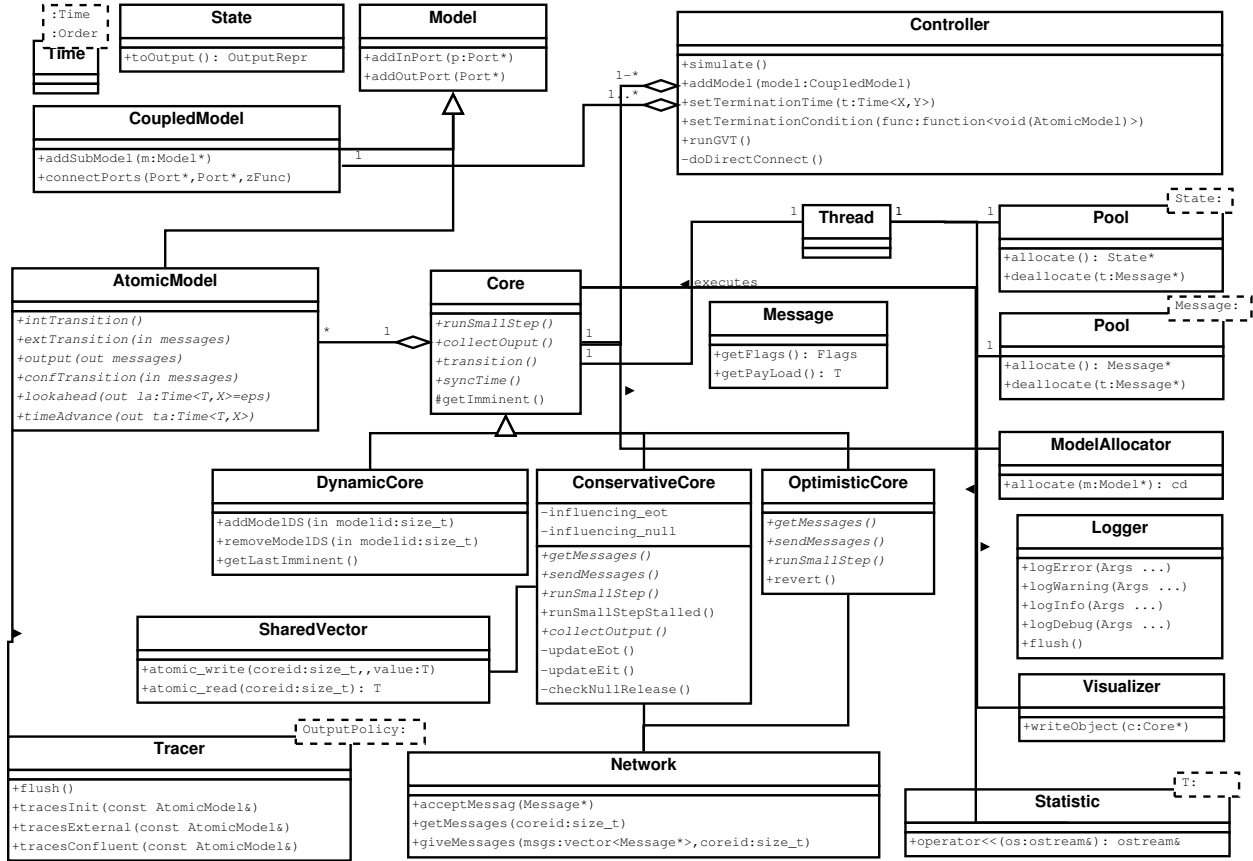 :Time
:Order
Time
State
+toOutput(): OutputRepr
Model
+addInPort(p:Port*)
+addOutPort(Port*)
Controller
+simulate()
+addModel(model:CoupledModel)
+setTerminationTime(t:Time<X,Y>)
+setTerminationCondition(func:function<void(AtomicModel)>)
+runGVT()
-doDirectConnect()
1-*
1..*
CoupledModel
+addSubModel(m:Model*)
+connectPorts(Port*,Port*,zFunc)
1
1
Thread
1
1
State:
Pool
+allocate(): State*
+deallocate(t:Message*)
AtomicModel
+intTransition()
+extTransition(in messages)
+output(out messages)
+confTransition(in messages)
+lookahead(out la:Time<T,X>=eps)
+timeAdvance(out ta:Time<T,X>)
*
1
Core
+runSmallStep()
+collectOuput()
+transition()
+syncTime()
#getImminent()
executes
1
1
Message
+getFlags(): Flags
+getPayLoad(): T
Message:
1
Pool
+allocate(): Message*
+deallocate(t:Message*)
ModelAllocator
+allocate(m:Model*): cd
DynamicCore
+addModelDS(in modelid:size_t)
+removeModelDS(in modelid:size_t)
+getLastImminent()
ConservativeCore
-influencing_eot
-influencing_null
+getMessages()
+sendMessages()
+runSmallStep()
+runSmallStepStalled()
+collectOutput()
-updateEot()
-updateEit()
-checkNullRelease()
OptimisticCore
+getMessages()
+sendMessages()
+runSmallStep()
+revert()
Logger
+logError(Args ...)
+logWarning(Args ...)
+logInfo(Args ...)
+logDebug(Args ...)
+flush()
SharedVector
+atomic_write(coreid:size_t,,value:T)
+atomic_read(coreid:size_t): T
Visualizer
+writeObject(c:Core*)
OutputPolicy:
Tracer
+flush()
+tracesInit(const AtomicModel&)
+tracesExternal(const AtomicModel&)
+tracesConfluent(const AtomicModel&)
Network
+acceptMessag(Message*)
+getMessages(coreid:size_t)
+giveMessages(msgs:vector<Message*>,coreid:size_t)
T:
Statistic
+operator<<(os:ostream&): ostream&